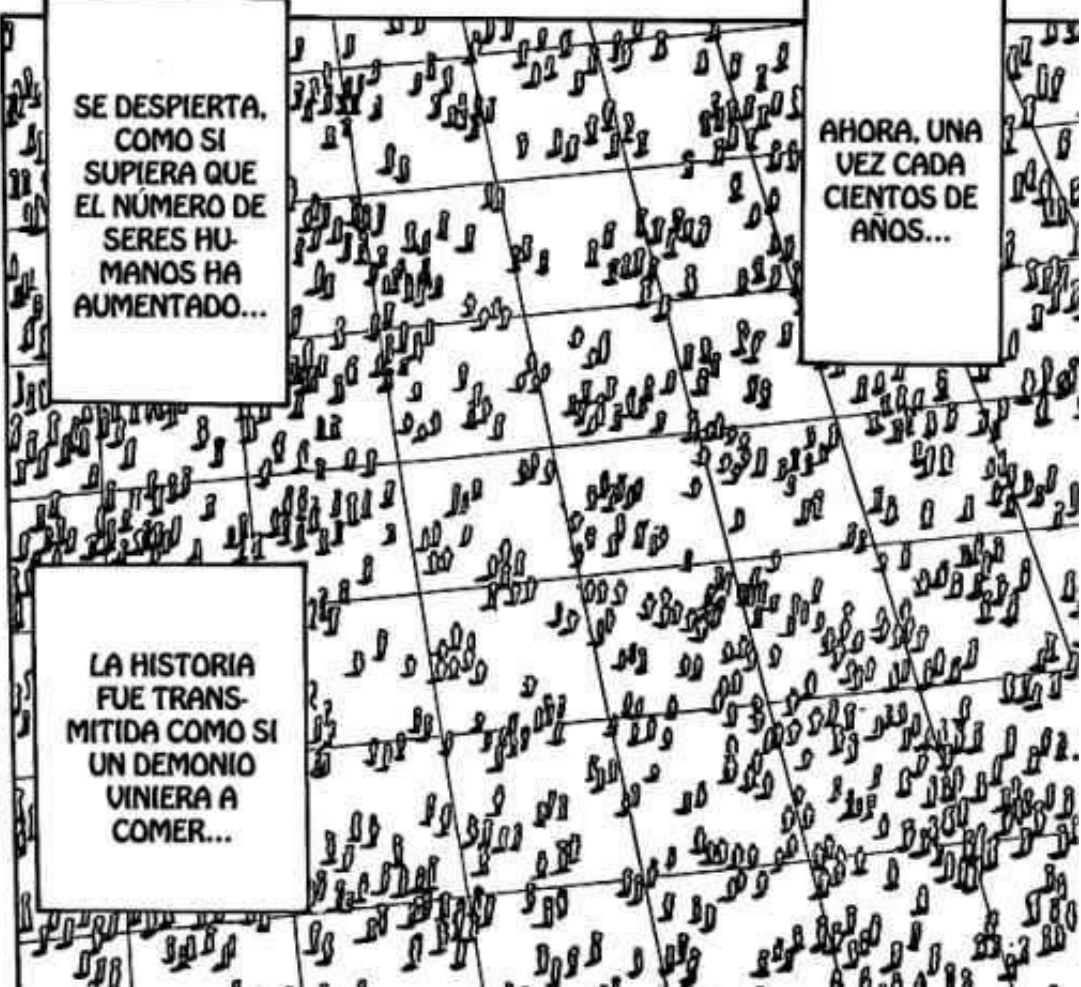 AHORA, UNA
VEZ CADA
CIENTOS DE
AÑOS...
SE DESPIERTA,
COMO SI
SUPIERA QUE
EL NÚMERO DE
SERES HU-
MANOS HA
AUMENTADO...
LA HISTORIA
FUE TRANS-
MITIDA COMO SI
UN DEMONIO
VINIERA A
COMER...